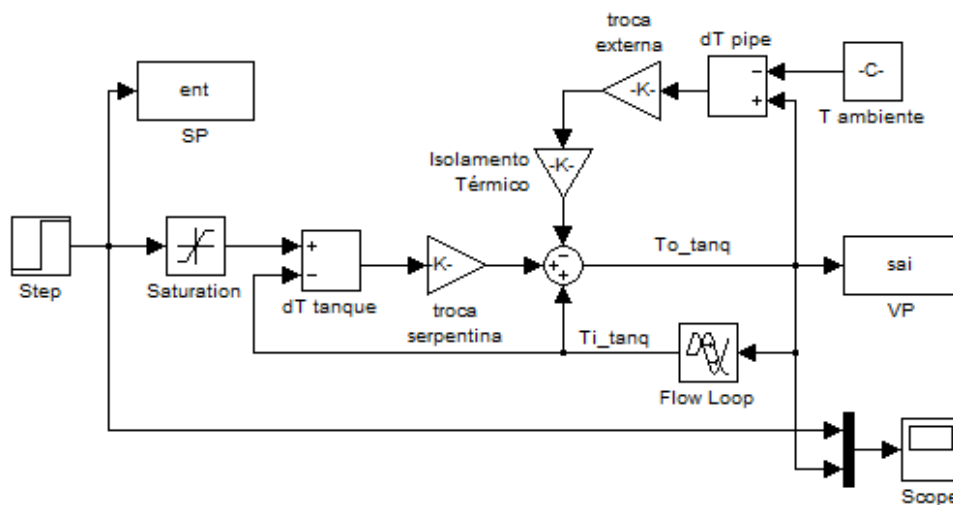 troca
externa
dT pipe
-K-
-C-
T ambiente
ent
SP
Isolamento
Térmico
-K-
Step
Saturation
dT tanque
K-
troca
serpentina
To_tanq
sai
VP
Ti_tanq
Flow Loop
Scope